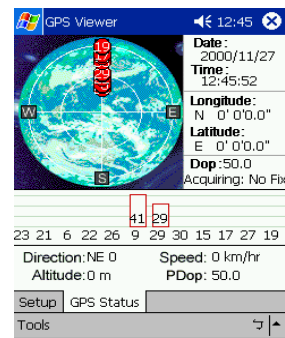 GPS Viewer 12:45
Date:
2000/11/27
Time:
12:45:52
Longitude:
N 0' 0'0.0"
Latitude:
E 0' 0'0.0"
Dop:50.0
Acquiring: No Fix
19
17
29
W
E
S
41 29
23 21 6 22 26 9 29 30 15 17 27 19
Direction:NE 0 Speed: 0 km/hr
Altitude:0 m PDop: 50.0
Setup GPS Status
Tools